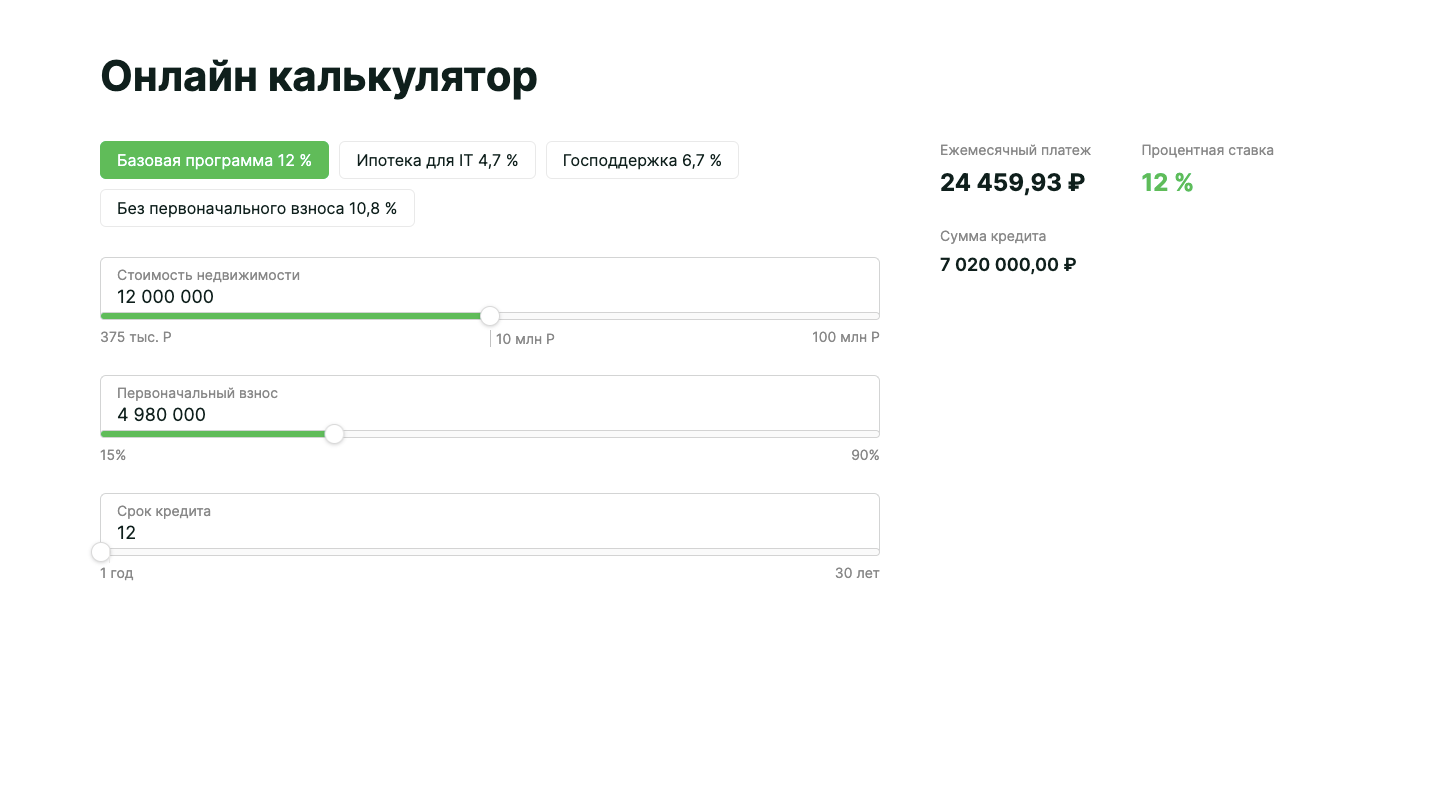 Онлайн калькулятор
Базовая программа 12 %
Ипотека для IT 4,7 %
Господдержка 6,7 %
Без первоначального взноса 10,8 %
Стоимость недвижимости
12 000 000
375 тыс. Р
10 млн Р
100 млн Р
Первоначальный взнос
4 980 000
15%
90%
Срок кредита
12
1 год
30 лет
Ежемесячный платеж
24 459,93 ₽
Процентная ставка
12 %
Сумма кредита
7 020 000,00 ₽